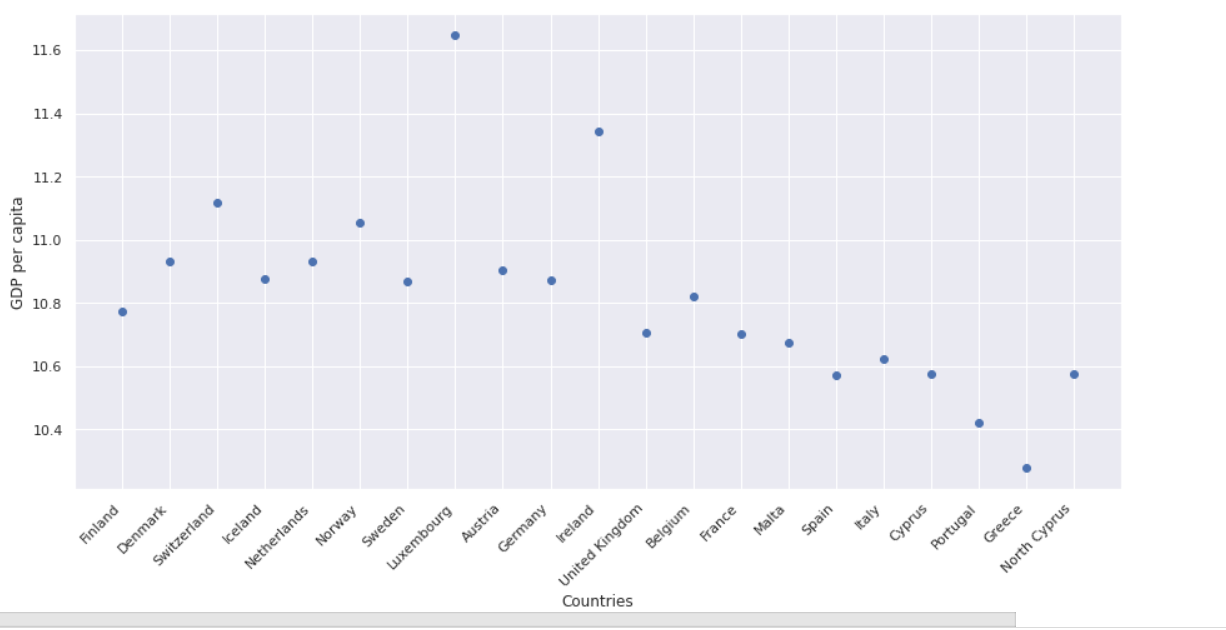 11.6
11.4
11.2
11.0
10.8
10.6
10.4
GDP per capita
Finland
Denmark
Switzerland
Iceland
Netherlands
Norway
Sweden
Luxembourg
Austria
Germany
Ireland
United Kingdom
Belgium
France
Malta
Spain
Italy
Cyprus
Portugal
Greece
North Cyprus
Countries